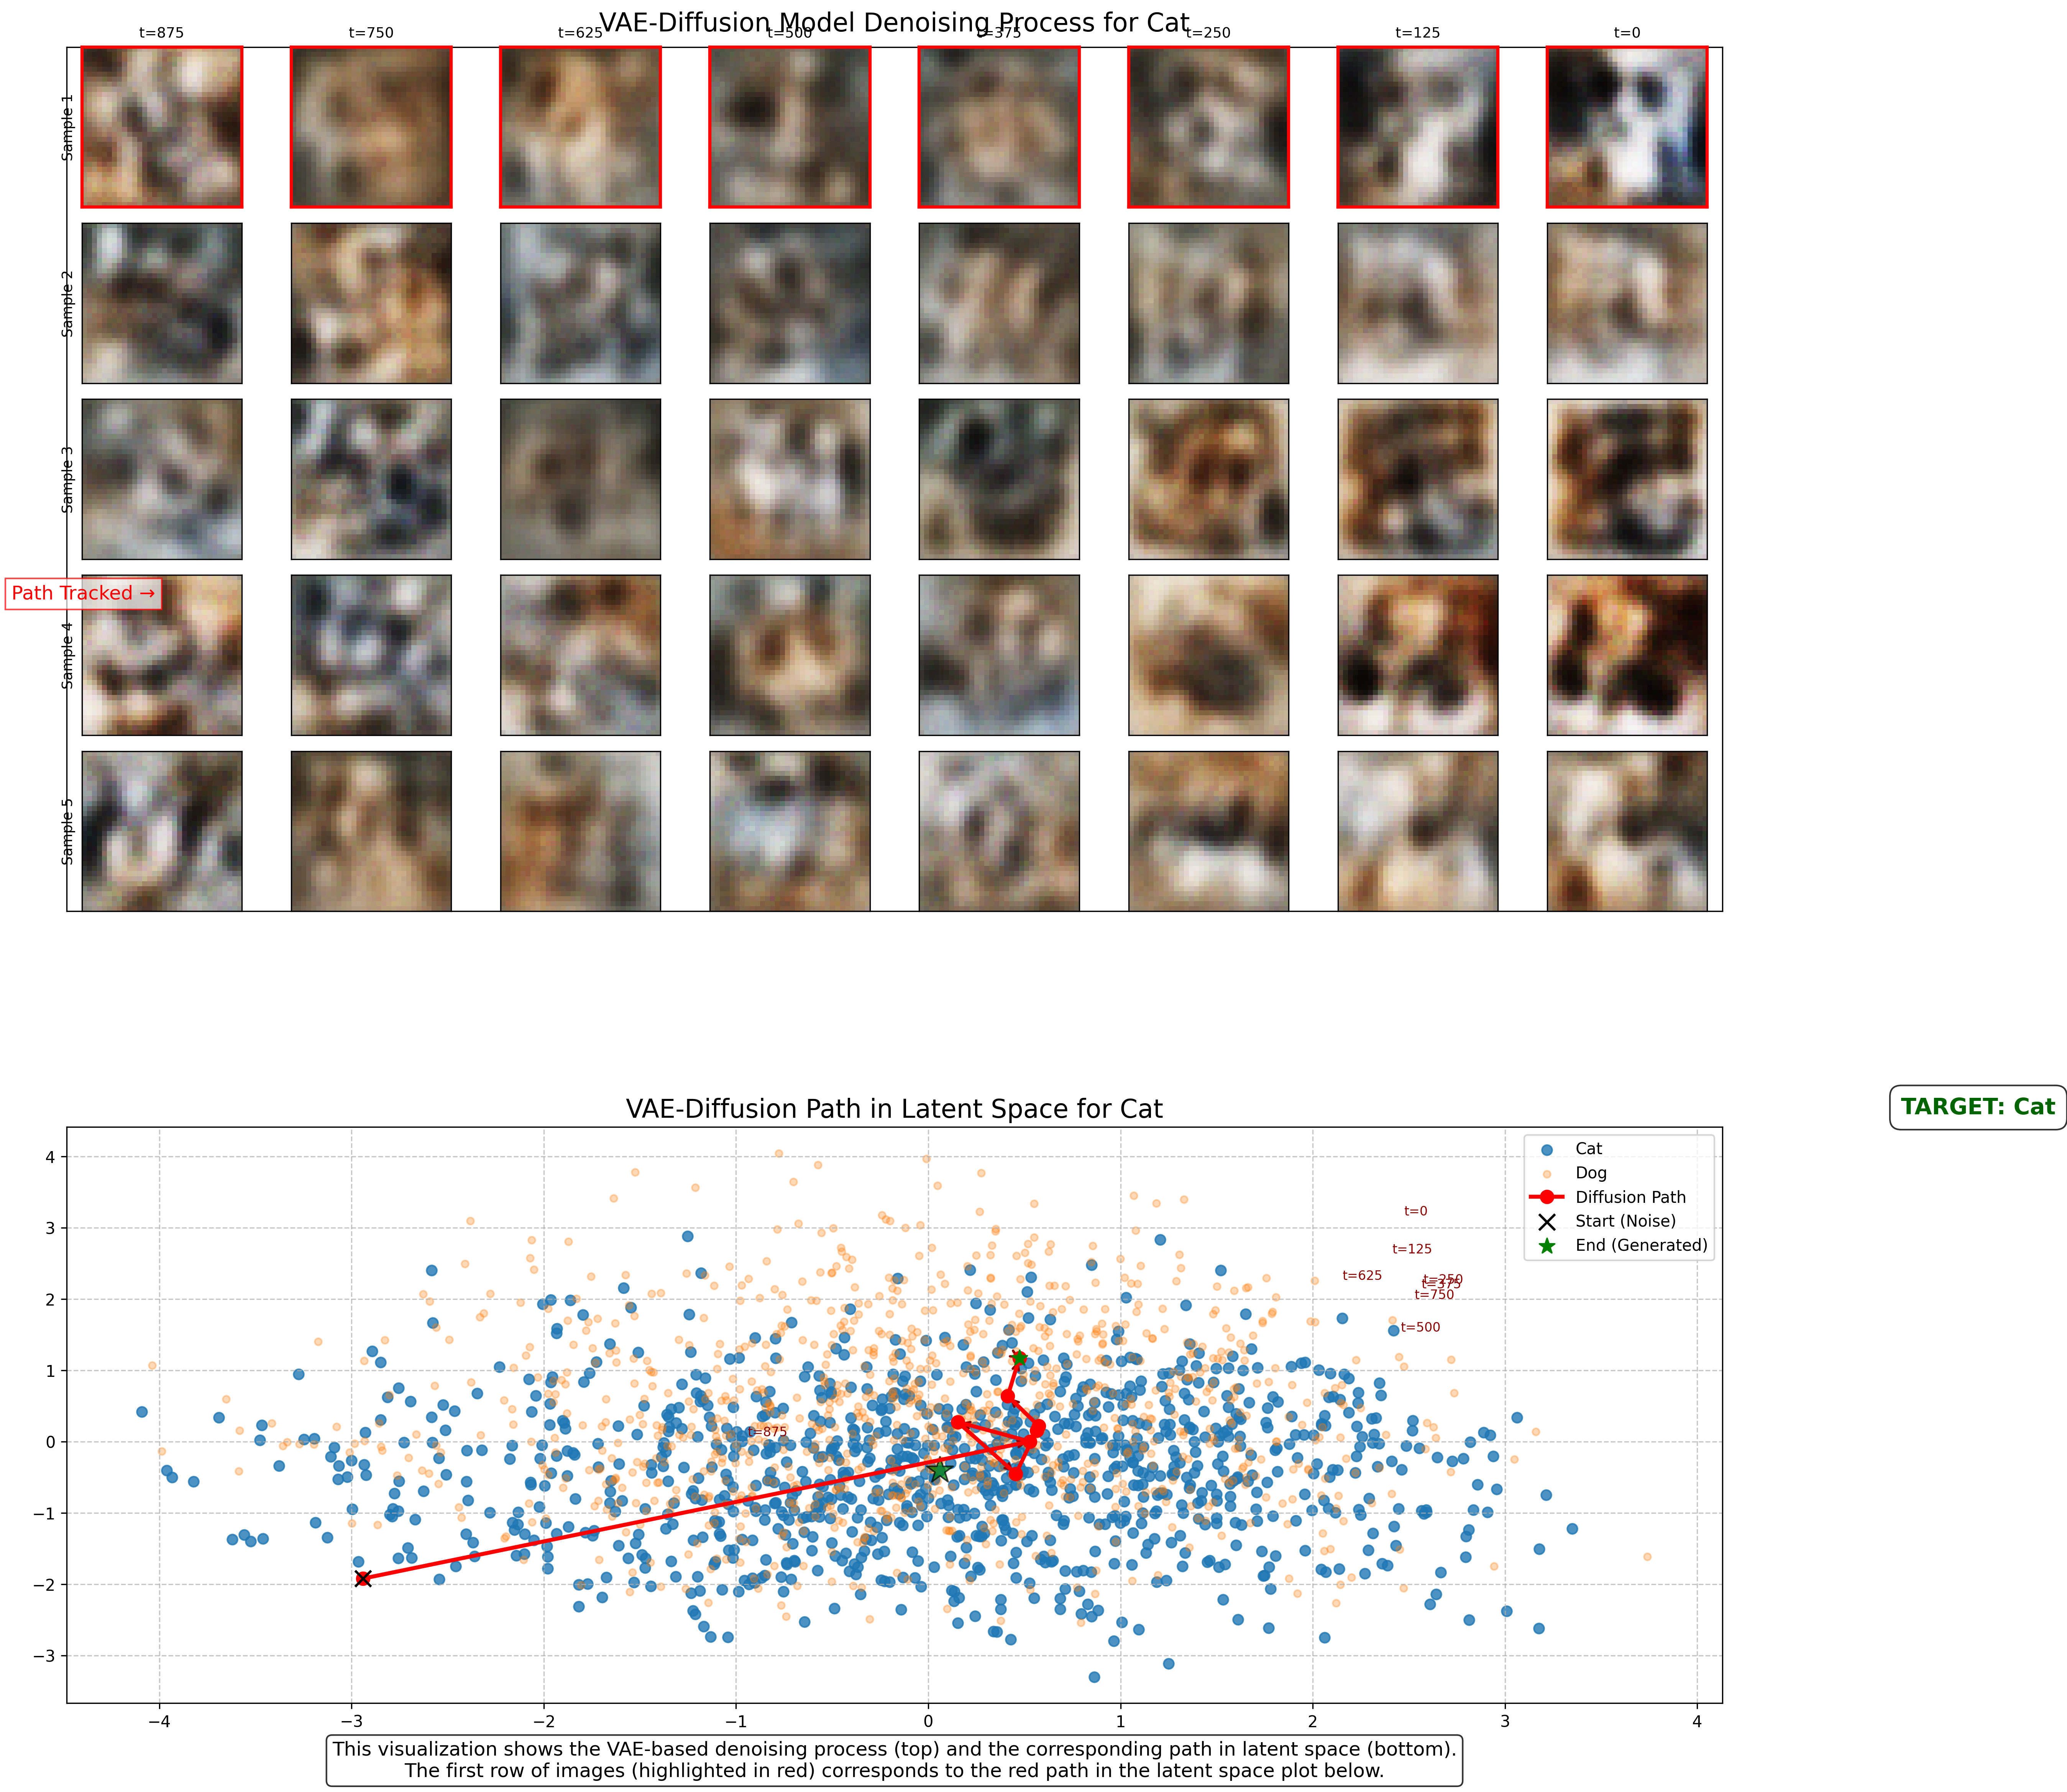 VAE-Diffusion Model Denoising Process for Cat
t=875
t=750
t=625
t=500
t=375
t=250
t=125
t=0
Sample 1
Sample 2
Sample 3
Path Tracked →
Sample 4
Sample 5
VAE-Diffusion Path in Latent Space for Cat
TARGET: Cat
Cat
Dog
Diffusion Path
Start (Noise)
End (Generated)
t=0
t=125
t=625
t=250
t=375
t=750
t=500
t=875
4
3
2
1
0
−1
−2
−3
−4
−3
−2
−1
0
1
2
3
4
This visualization shows the VAE-based denoising process (top) and the corresponding path in latent space (bottom).
The first row of images (highlighted in red) corresponds to the red path in the latent space plot below.